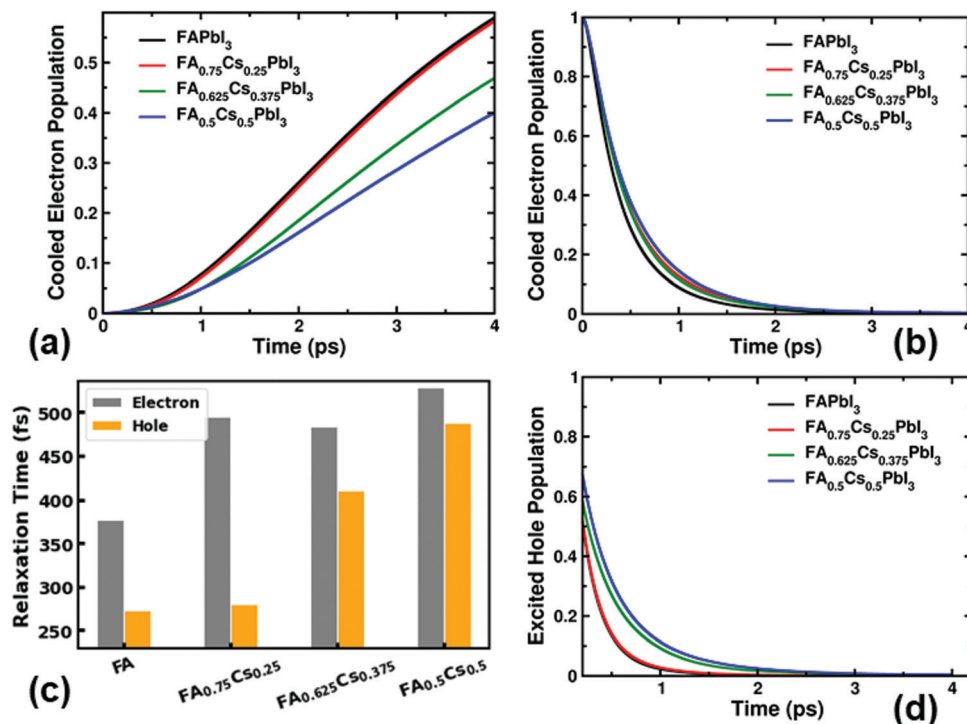 Cooled Electron Population
0.5
0.4
0.3
0.2
0.1
0
FAPbI3
FA0.75Cs0.25PbI3
FA0.625Cs0.375PbI3
FA0.5Cs0.5PbI3
0 1 2 3 4
Time (ps)
(a)
Cooled Electron Population
1
0.8
0.6
0.4
0.2
0
FAPbI3
FA0.75Cs0.25PbI3
FA0.625Cs0.375PbI3
FA0.5Cs0.5PbI3
0 1 2 3 4
Time (ps)
(b)
Relaxation Time (fs)
500
450
400
350
300
250
Electron
Hole
FA
FA0.75Cs0.25
FA0.625Cs0.375
FA0.5Cs0.5
(c)
Excited Hole Population
1
0.8
0.6
0.4
0.2
0
FAPbI3
FA0.75Cs0.25PbI3
FA0.625Cs0.375PbI3
FA0.5Cs0.5PbI3
1 2 3 4
Time (ps)
(d)